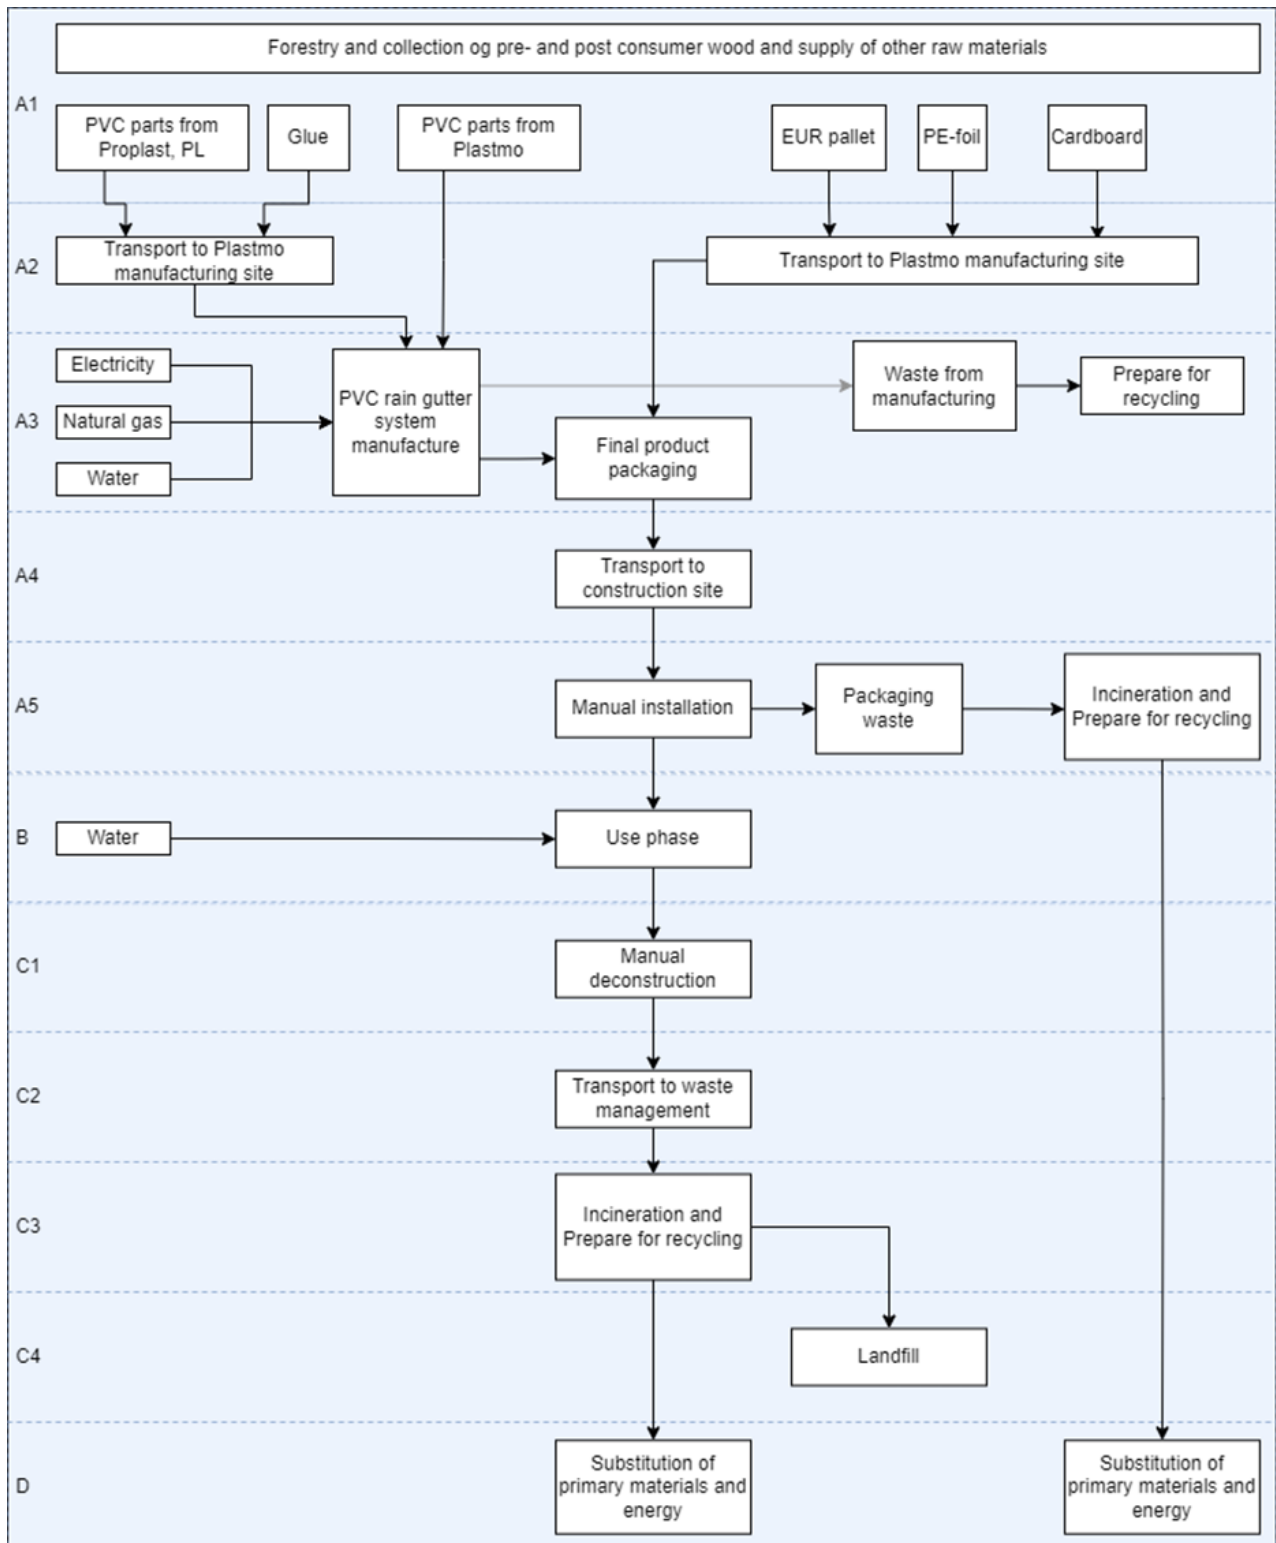 Forestry and collection og pre- and post consumer wood and supply of other raw materials
A1
PVC parts from
Proplast, PL
Glue
PVC parts from
Plastmo
EUR pallet
PE-foil
Cardboard
A2
Transport to Plastmo
manufacturing site
Transport to Plastmo manufacturing site
A3
Electricity
Natural gas
Water
PVC rain gutter
system
manufacture
Final product
packaging
Waste from
manufacturing
Prepare for
recycling
A4
Transport to
construction site
A5
Manual installation
Packaging
waste
Incineration and
Prepare for recycling
B
Water
Use phase
C1
Manual
deconstruction
C2
Transport to waste
management
C3
Incineration and
Prepare for recycling
C4
Landfill
D
Substitution of
primary materials and
energy
Substitution of
primary materials and
energy